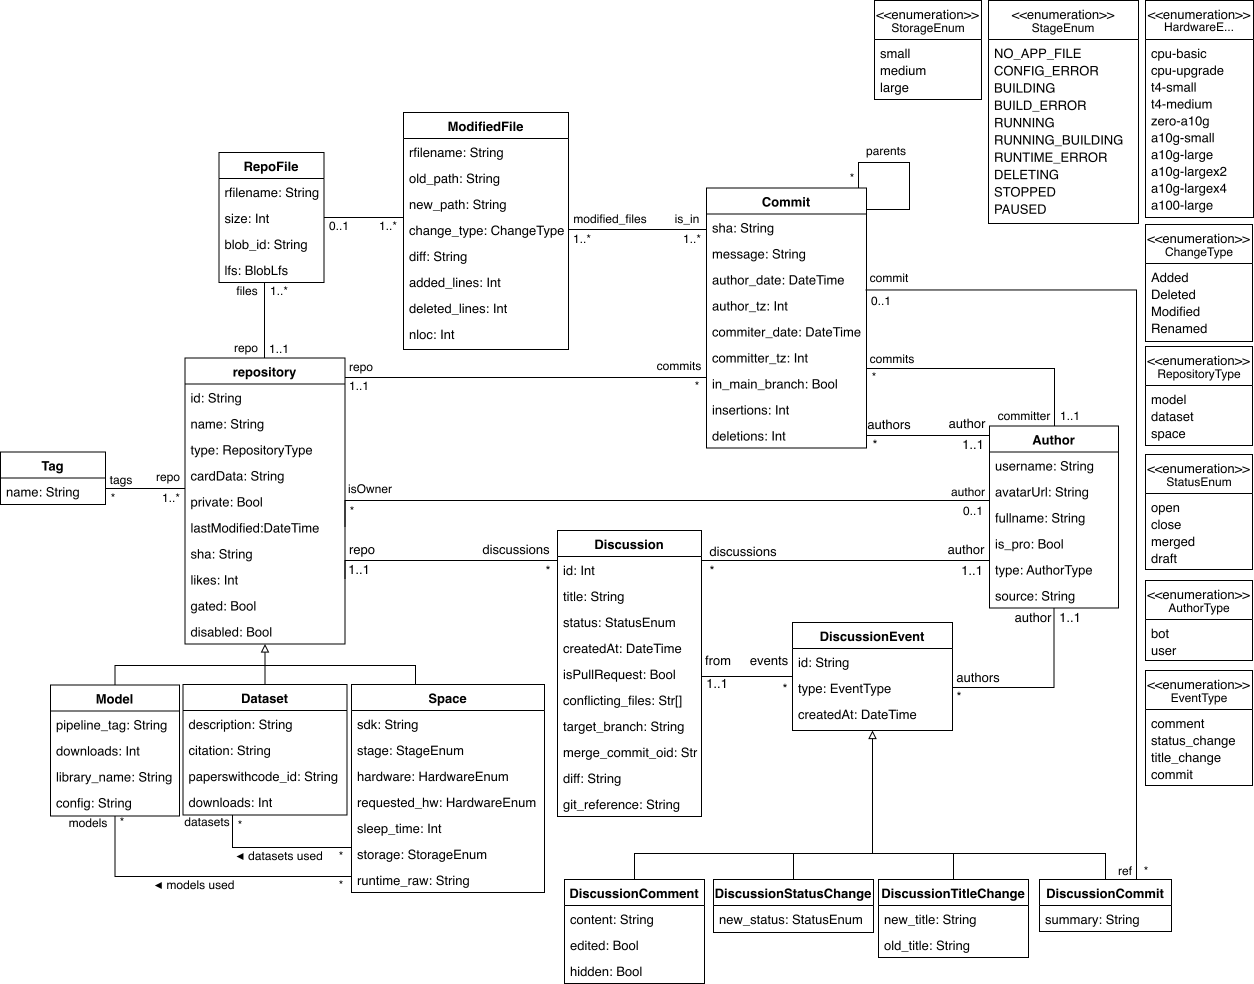 <<enumeration>>
StorageEnum
small
medium
large
<<enumeration>>
StageEnum
NO_APP_FILE
CONFIG_ERROR
BUILDING
BUILD_ERROR
RUNNING
RUNNING_BUILDING
RUNTIME_ERROR
DELETING
STOPPED
PAUSED
<<enumeration>>
HardwareE...
cpu-basic
cpu-upgrade
t4-small
t4-medium
zero-a10g
a10g-small
a10g-large
a10g-largex2
a10g-largex4
a100-large
<<enumeration>>
ChangeType
Added
Deleted
Modified
Renamed
<<enumeration>>
RepositoryType
model
dataset
space
<<enumeration>>
StatusEnum
open
close
merged
draft
<<enumeration>>
AuthorType
bot
user
<<enumeration>>
EventType
comment
status_change
title_change
commit
ModifiedFile
rfilename: String
old_path: String
new_path: String
change_type: ChangeType
diff: String
added_lines: Int
deleted_lines: Int
nloc: Int
RepoFile
rfilename: String
size: Int
blob_id: String
lfs: BlobLfs
0..1
1..*
modified_files
is_in
1..*
1..*
parents
*
Commit
sha: String
message: String
author_date: DateTime
author_tz: Int
commiter_date: DateTime
committer_tz: Int
in_main_branch: Bool
insertions: Int
deletions: Int
commit
0..1
files
1..*
repo
1..1
repo
1..1
commits
*
commits
*
committer
1..1
authors
*
author
1..1
repository
id: String
name: String
type: RepositoryType
cardData: String
private: Bool
lastModified:DateTime
sha: String
likes: Int
gated: Bool
disabled: Bool
Tag
name: String
tags
*
repo
1..*
isOwner
*
author
0..1
Author
username: String
avatarUrl: String
fullname: String
is_pro: Bool
type: AuthorType
source: String
repo
1..1
discussions
*
Discussion
id: Int
title: String
status: StatusEnum
createdAt: DateTime
isPullRequest: Bool
conflicting_files: Str[]
target_branch: String
merge_commit_oid: Str
diff: String
git_reference: String
discussions
*
author
1..1
author
1..1
from
1..1
events
*
DiscussionEvent
id: String
type: EventType
createdAt: DateTime
authors
*
Model
pipeline_tag: String
downloads: Int
library_name: String
config: String
Dataset
description: String
citation: String
paperswithcode_id: String
downloads: Int
Space
sdk: String
stage: StageEnum
hardware: HardwareEnum
requested_hw: HardwareEnum
sleep_time: Int
storage: StorageEnum
runtime_raw: String
models
*
datasets
*
◄ datasets used
*
◄ models used
*
ref
*
DiscussionComment
content: String
edited: Bool
hidden: Bool
DiscussionStatusChange
new_status: StatusEnum
DiscussionTitleChange
new_title: String
old_title: String
DiscussionCommit
summary: String